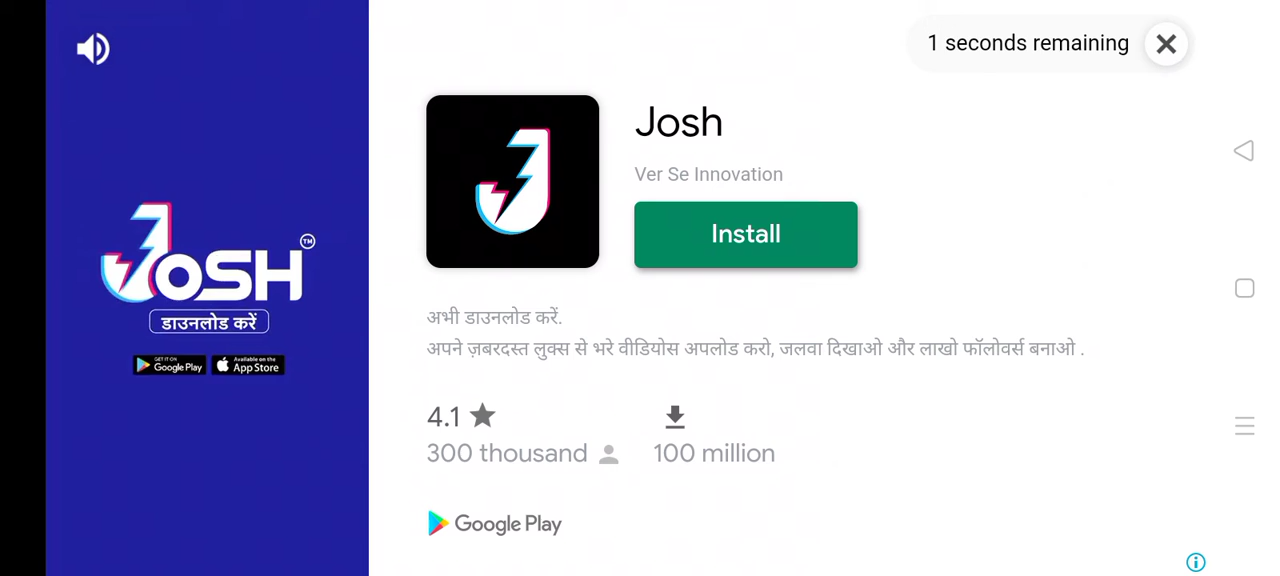 JOSH TM
डाउनलोड करें
GET IT ON
Google Play
Available on the
App Store
1 seconds remaining
Josh
Ver Se Innovation
Install
अभी डाउनलोड करें.
अपने ज़बरदस्त लुक्स से भरे वीडियोस अपलोड करो, जलवा दिखाओ और लाखो फॉलोवर्स बनाओ .
4.1
300 thousand
100 million
Google Play